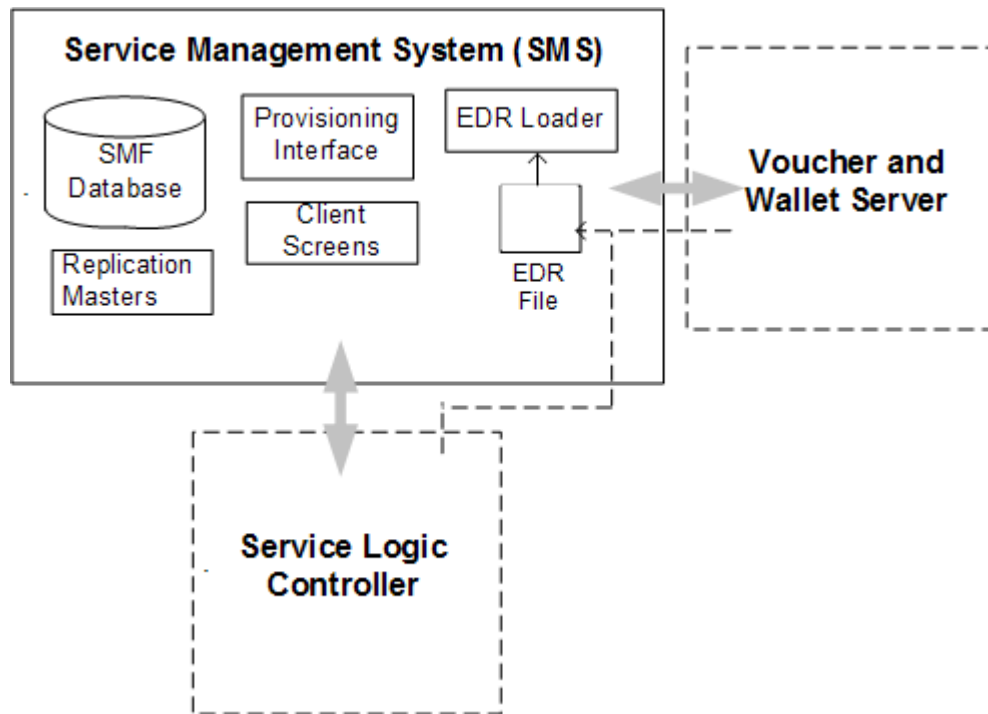 Service Management System (SMS)
SMF
Database
Provisioning
Interface
EDR Loader
Client
Screens
Replication
Masters
EDR
File
Voucher and
Wallet Server
Service Logic
Controller